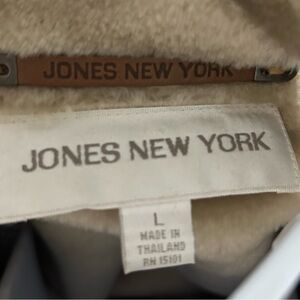 JONES NEW YORK
JONES NEW YORK
L
MADE IN
THAILAND
RN 15101